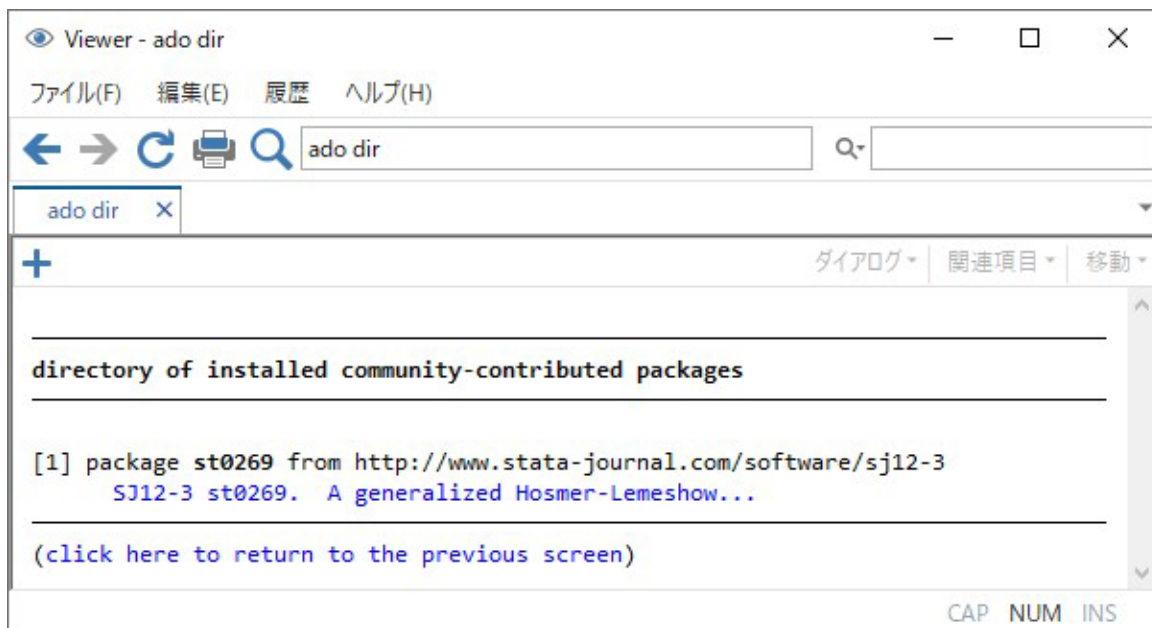 Viewer - ado dir
ファイル(F) 編集(E) 履歴 ヘルプ(H)
ado dir
ado dir
ダイアログ 関連項目 移動
directory of installed community-contributed packages
[1] package st0269 from http://www.stata-journal.com/software/sj12-3
SJ12-3 st0269. A generalized Hosmer-Lemeshow...
(click here to return to the previous screen)
CAP NUM INS